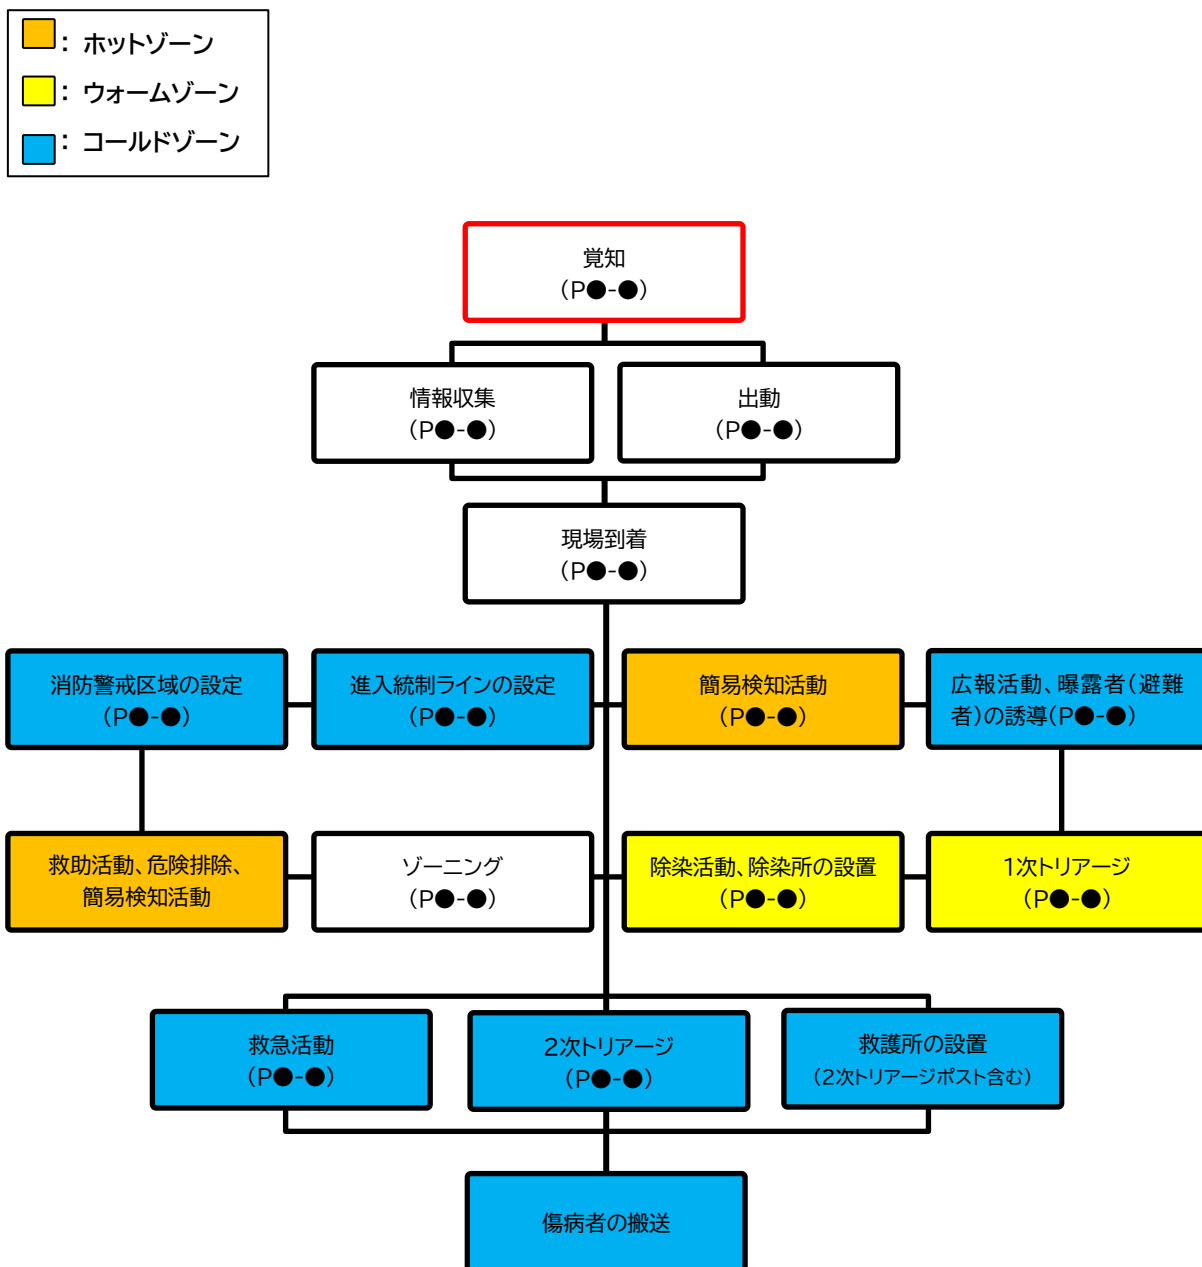 ： ホットゾーン
： ウォームゾーン
： コールドゾーン
覚知
（P●-●）
情報収集
（P●-●）
出動
（P●-●）
現場到着
（P●-●）
消防警戒区域の設定
（P●-●）
進入統制ラインの設定
（P●-●）
簡易検知活動
（P●-●）
広報活動、曝露者（避難
者）の誘導（P●-●）
救助活動、危険排除、
簡易検知活動
ゾーニング
（P●-●）
除染活動、除染所の設置
（P●-●）
1次トリアージ
（P●-●）
救急活動
（P●-●）
2次トリアージ
（P●-●）
救護所の設置
（2次トリアージポスト含む）
傷病者の搬送